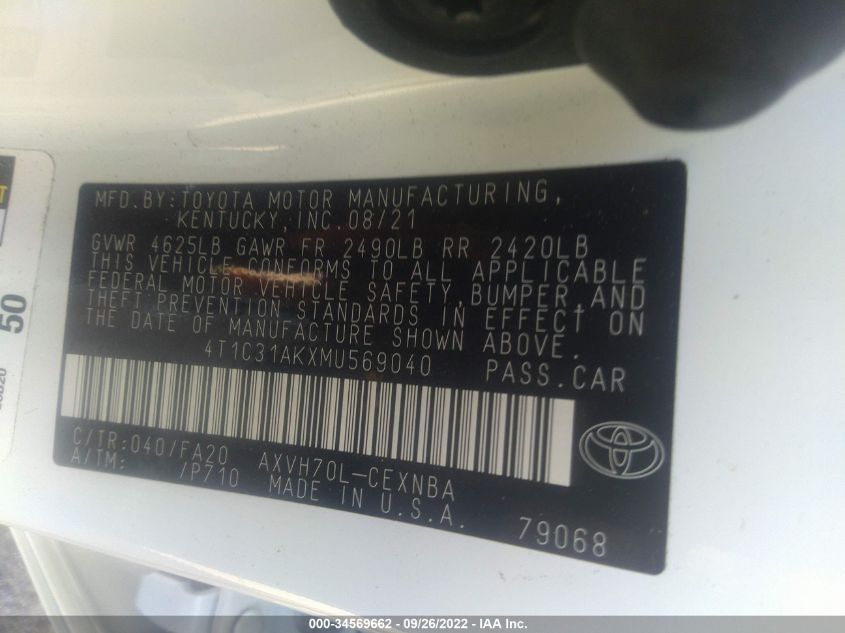 MFD.BY:TOYOTA MOTOR MANUFACTURING,
KENTUCKY, INC. 08/21
GVWR 4625LB GAWR FR 2490LB RR 2420LB
THIS VEHICLE CONFORMS TO ALL APPLICABLE
FEDERAL MOTOR VEHICLE SAFETY, BUMPER, AND
THEFT PREVENTION STANDARDS IN EFFECT ON
THE DATE OF MANUFACTURE SHOWN ABOVE.
4T1C31AKXMU569040 PASS.CAR
C/TR:040/FA20 AXVH70L-CEXNBA
A/TM: /P710 MADE IN U.S.A.
79068
50
000-34569662 - 09/26/2022 - IAA Inc.